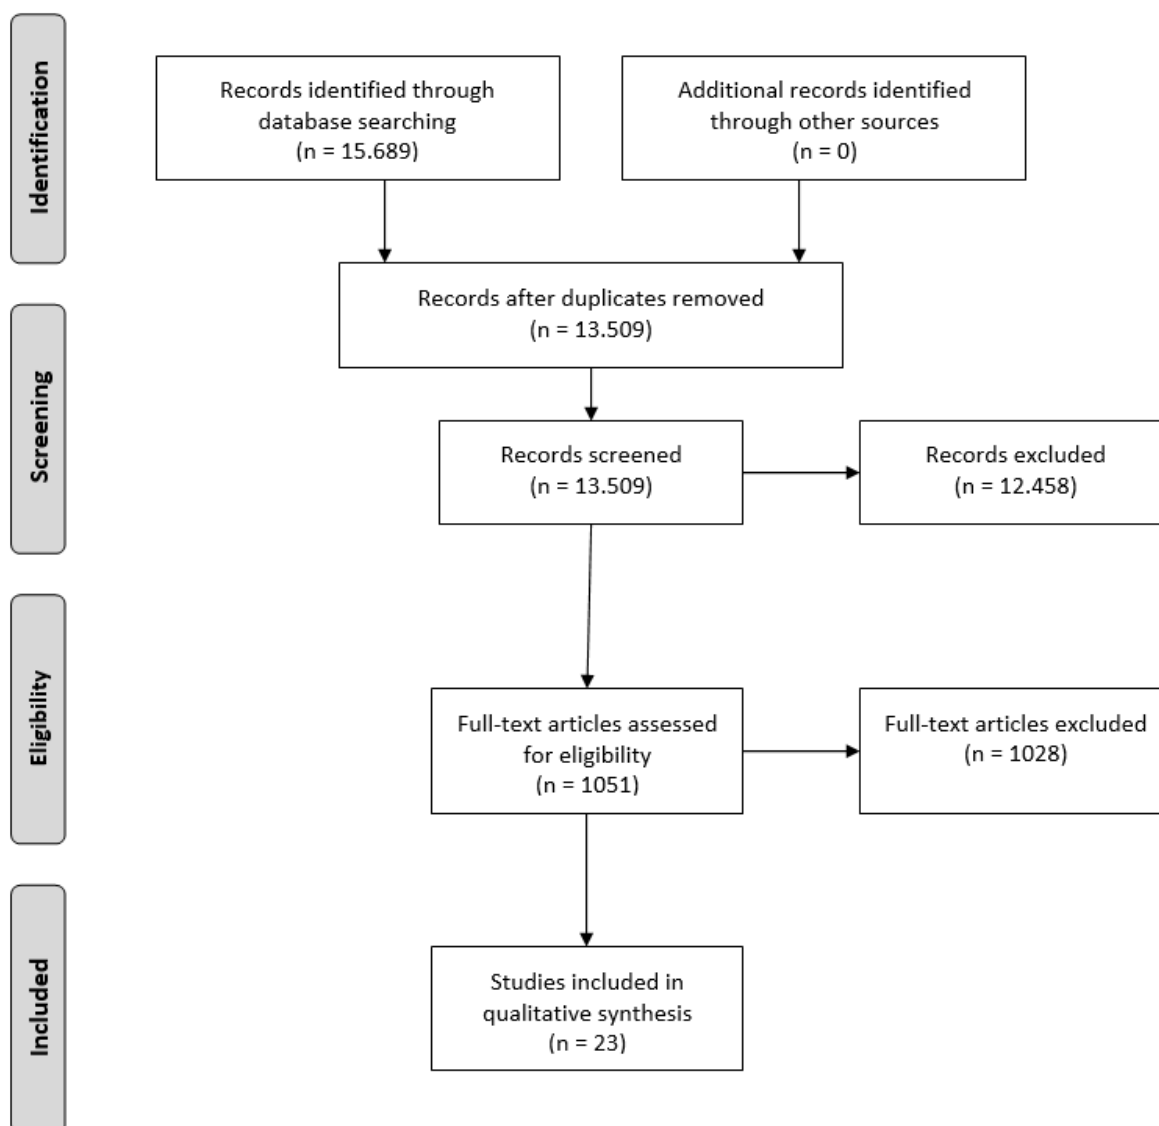 Identification
Records identified through
database searching
(n = 15.689)
Additional records identified
through other sources
(n = 0)
Records after duplicates removed
(n = 13.509)
Screening
Records screened
(n = 13.509)
Records excluded
(n = 12.458)
Eligibility
Full-text articles assessed
for eligibility
(n = 1051)
Full-text articles excluded
(n = 1028)
Included
Studies included in
qualitative synthesis
(n = 23)